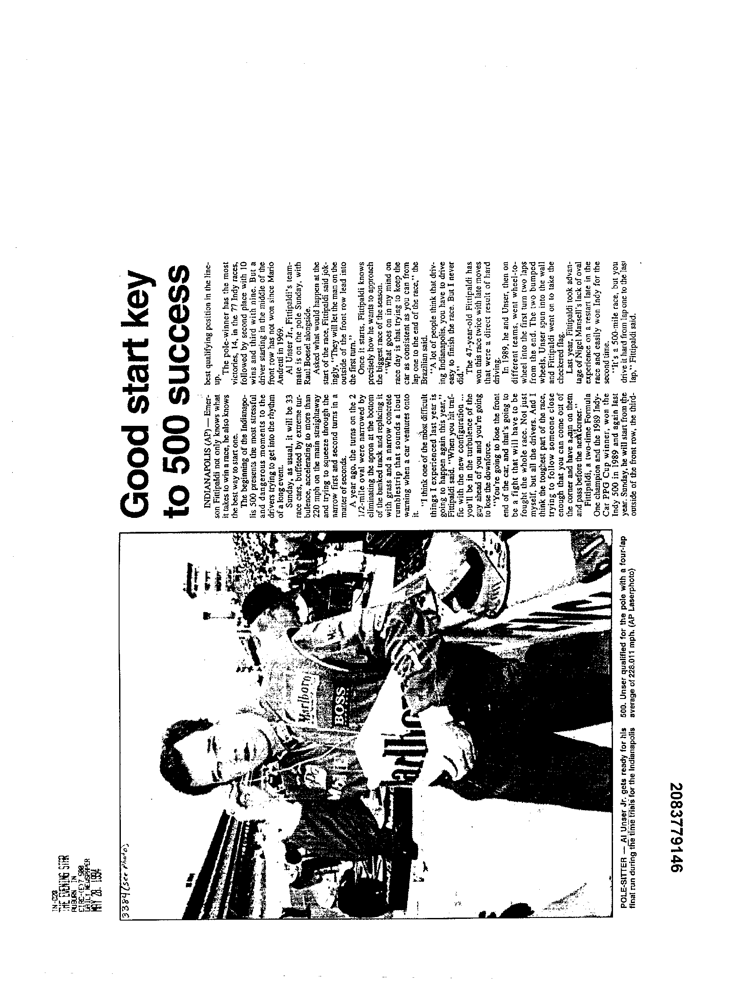 IN-029
THE EVENING STAR
AUBURN IN
DAILY NEWSPAPER
MAY 28, 1994
3384 (See Photo)
Marlboro
BOSS
POLE-SITTER — Al Unser Jr. gets ready for his
final run during the time trials for the Indianapolis
500. Unser qualified for the pole with a four-lap
average of 228.011 mph. (AP Laserphoto)
Good start key
to 500 success
INDIANAPOLIS (AP) — Emer-
son Fittipaldi not only knows what
it takes to win a race, he also knows
the best way to start one.
The beginning of the Indianapo-
lis 500 presents the most stressful
and dangerous moments to the
drivers trying to get into the rhythm
of a long event.
Sunday, as usual, it will be 33
race cars, buffeted by extreme tur-
bulence, accelerating to more than
220 mph on the main straightaway
and trying to squeeze through the
narrow first and second turns in a
matter of seconds.
A year ago, the turns on the 2
1/2-mile oval were narrowed by
eliminating the apron at the bottom
of the banked track and replacing it
with grass and a narrow concrete
rumblestrip that sounds a loud
warning when a car ventures onto
it.
"I think one of the most difficult
things I experienced last year is
going to happen again this year,"
Fittipaldi said. "When you hit traf-
fic with the new configuration,
you'll be in the turbulence of the
guy ahead of you and you're going
to lose the downforce.
"You're going to lose the front
end of the car, and that's going to
be a fight that will have to be
fought the whole race. Not just
myself, but all the drivers. And I
think the toughest part of the race,
trying to follow someone close
enough that you can come out of
the corner and have a run on them
and pass before the next corner."
Fittipaldi, a two-time Formula
One champion and the 1989 Indy-
Car PPG Cup winner, won the
Indy 500 in 1989 and again last
year. Sunday, he will start from the
outside of the front row, the third-
best qualifying position in the line-
up.
The pole-winner has the most
victories, 14, in the 77 Indy races,
followed by second place with 10
wins and third with nine. But a
driver starting in the middle of the
front row has not won since Mario
Andretti in 1969.
Al Unser Jr., Fittipaldi's team-
mate is on the pole Sunday, with
Raul Boesel alongside.
Asked what would happen at the
start of the race, Fittipaldi said jok-
ingly, "They will let the man on the
outside of the front row lead into
the first turn."
Once it starts, Fittipaldi knows
precisely how he wants to approach
the biggest race of the season.
"What goes on in my mind on
race day is that trying to keep the
car as consistent as you can from
lap one to the end of the race," the
Brazilian said.
"A lot of people think that driv-
ing Indianapolis, you have to drive
easy to finish the race. But I never
did."
The 47-year-old Fittipaldi has
won this race twice with late moves
that were a direct result of hard
driving.
In 1989, he and Unser, then on
different teams, went wheel-to-
wheel into the first turn two laps
from the end. The two bumped
wheels, Unser spun into the wall
and Fittipaldi went on to take the
checkered flag.
Last year, Fittipaldi took advan-
tage of Nigel Mansell's lack of oval
experience on a restart late in the
race and easily won Indy for the
second time.
"It's a 500-mile race, but you
drive it hard from lap one to the last
lap," Fittipaldi said.
2083779146